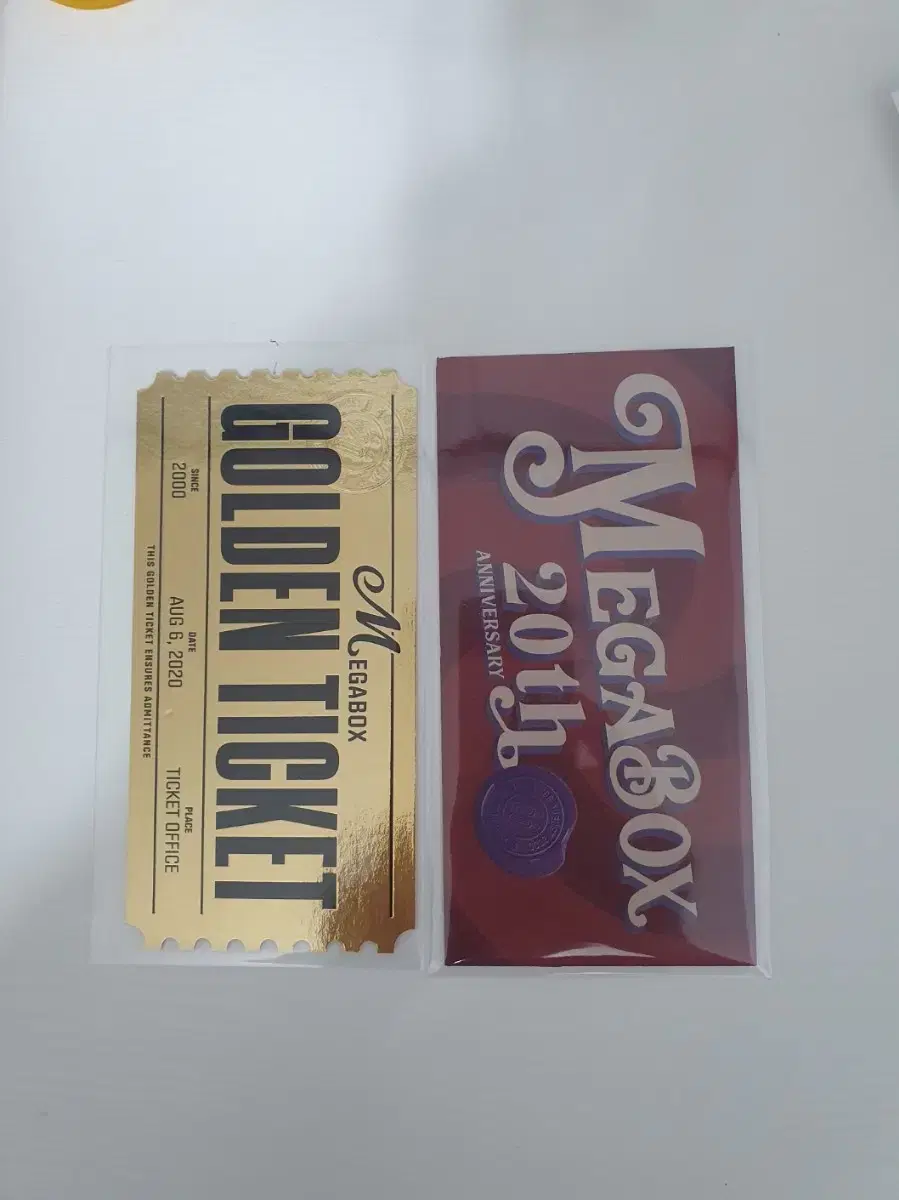 MEGABOX
GOLDEN TICKET
SINCE
2000
DATE
AUG 6, 2020
PLACE
TICKET OFFICE
THIS GOLDEN TICKET ENSURES ADMITTANCE
MEGABOX
20th
ANNIVERSARY